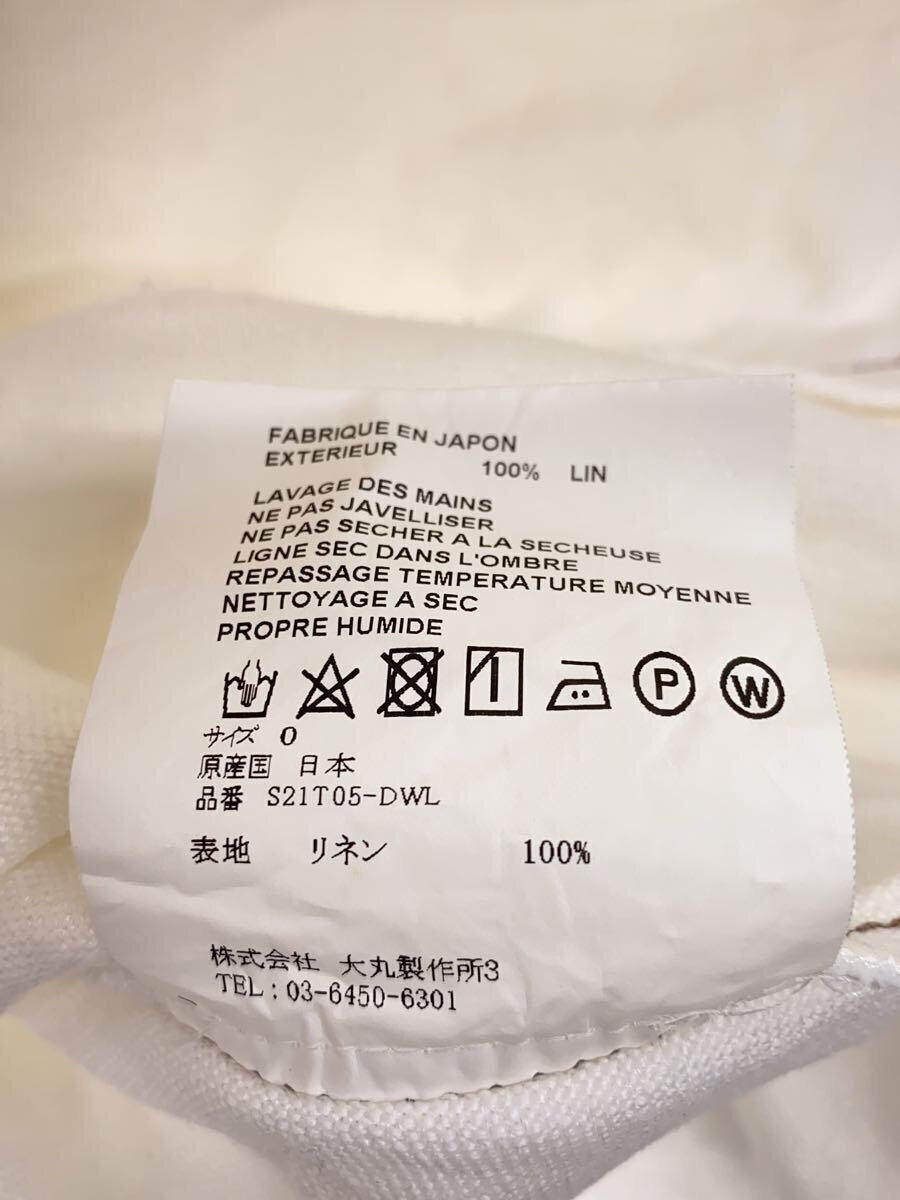 FABRIQUE EN JAPON
EXTERIEUR 100% LIN
LAVAGE DES MAINS
NE PAS JAVELLISER
NE PAS SECHER A LA SECHEUSE
LIGNE SEC DANS L'OMBRE
REPASSAGE TEMPERATURE MOYENNE
NETTOYAGE A SEC
PROPRE HUMIDE
P W
サイズ 0
原産国 日本
品番 S21T05-DWL
表地 リネン 100%
株式会社 大丸製作所3
TEL:03-6450-6301